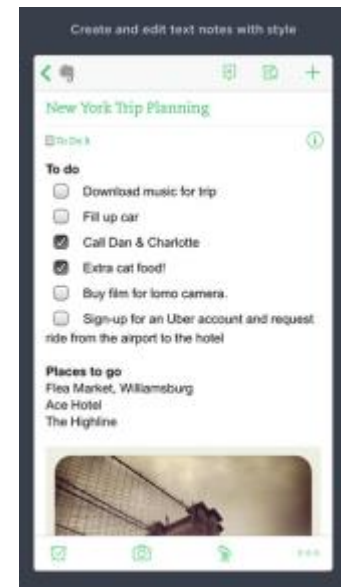 Create and edit text notes with style
New York Trip Planning
To Do's
To do
Download music for trip
Fill up car
Call Dan & Charlotte
Extra cat food!
Buy film for lomo camera.
Sign-up for an Uber account and request
ride from the airport to the hotel
Places to go
Flea Market, Williamsburg
Ace Hotel
The Highline